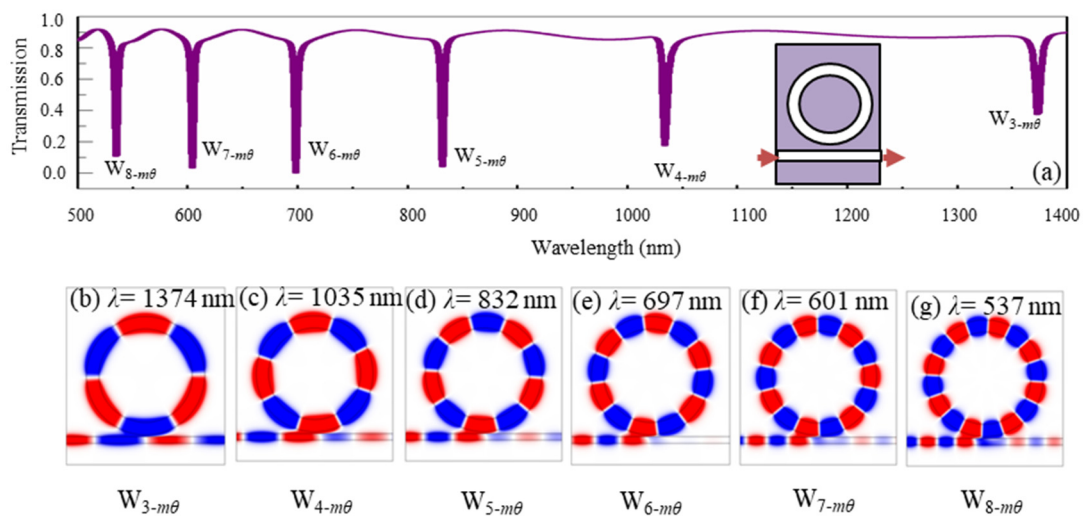 1.0
0.8
0.6
0.4
0.2
0.0
Transmission
W8-mθ
W7-mθ
W6-mθ
W5-mθ
W4-mθ
W3-mθ
(a)
500 600 700 800 900 1000 1100 1200 1300 1400
Wavelength (nm)
(b) λ= 1374 nm (c) λ= 1035 nm (d) λ= 832 nm (e) λ= 697 nm (f) λ= 601 nm (g) λ= 537 nm
W3-mθ W4-mθ W5-mθ W6-mθ W7-mθ W8-mθ